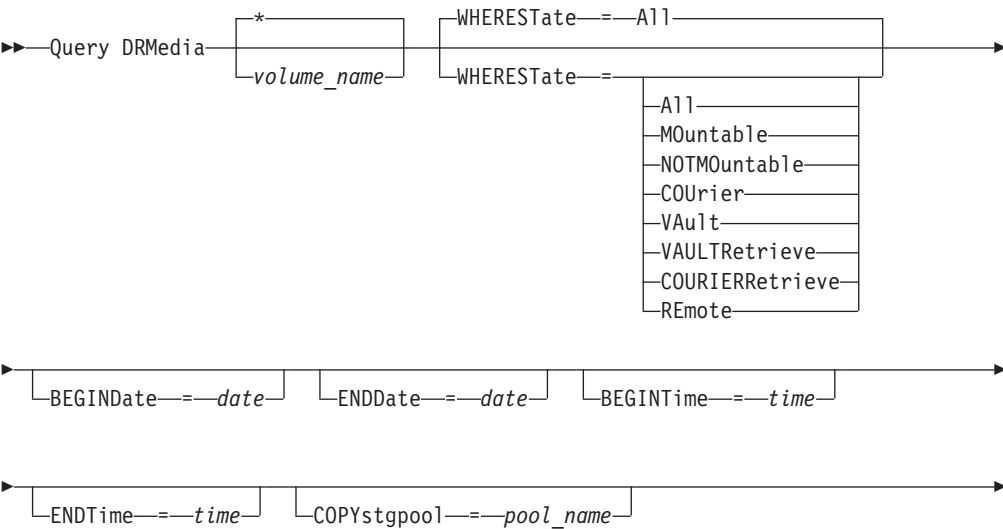 * WHERESTate = All
Query DRMedia
volume_name WHERESTate =
All
MOuntable
NOTMOuntable
COUrier
VAult
VAULTRetrieve
COURIERRetrieve
REmote
BEGINDate = date ENDDate = date BEGINTime = time
ENDTime = time COPYstgpool = pool_name